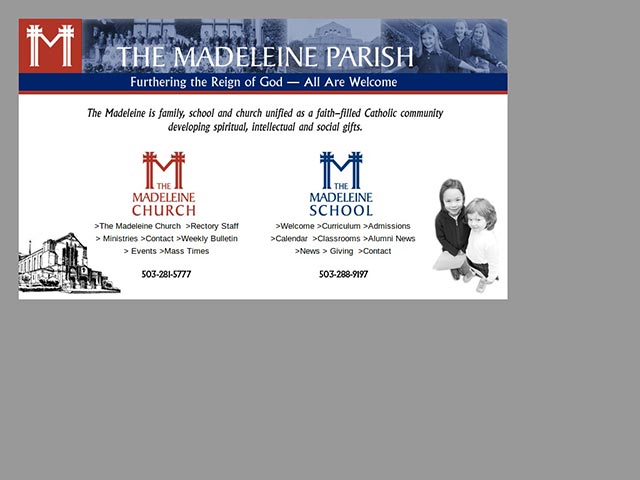 THE MADELEINE PARISH
Furthering the Reign of God — All Are Welcome
The Madeleine is family, school and church unified as a faith-filled Catholic community
developing spiritual, intellectual and social gifts.
THE
MADELEINE
CHURCH
>The Madeleine Church >Rectory Staff
> Ministries >Contact >Weekly Bulletin
> Events >Mass Times
503-281-5777
THE
MADELEINE
SCHOOL
>Welcome >Curriculum >Admissions
>Calendar >Classrooms >Alumni News
>News > Giving >Contact
503-288-9197